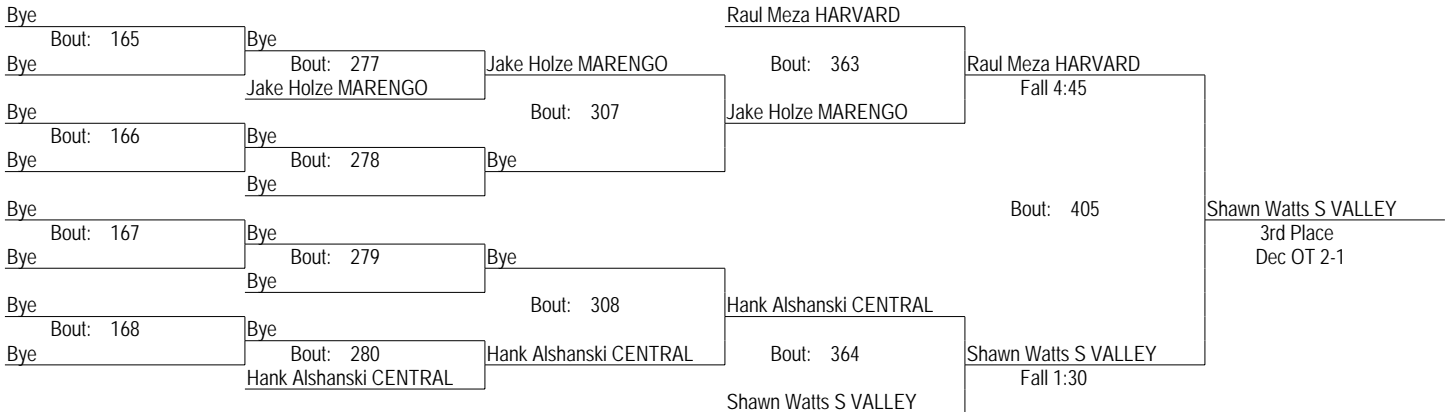 Bye
Raul Meza HARVARD
Bout: 165
Bye
Bye
Bout: 277
Jake Holze MARENGO
Bout: 363
Raul Meza HARVARD
Jake Holze MARENGO
Fall 4:45
Bye
Bout: 307
Jake Holze MARENGO
Bout: 166
Bye
Bye
Bout: 278
Bye
Bye
Bye
Bout: 405
Shawn Watts S VALLEY
Bout: 167
Bye
3rd Place
Bye
Bout: 279
Bye
Dec OT 2-1
Bye
Bye
Bout: 308
Hank Alshanski CENTRAL
Bout: 168
Bye
Bye
Bout: 280
Hank Alshanski CENTRAL
Bout: 364
Shawn Watts S VALLEY
Hank Alshanski CENTRAL
Fall 1:30
Shawn Watts S VALLEY